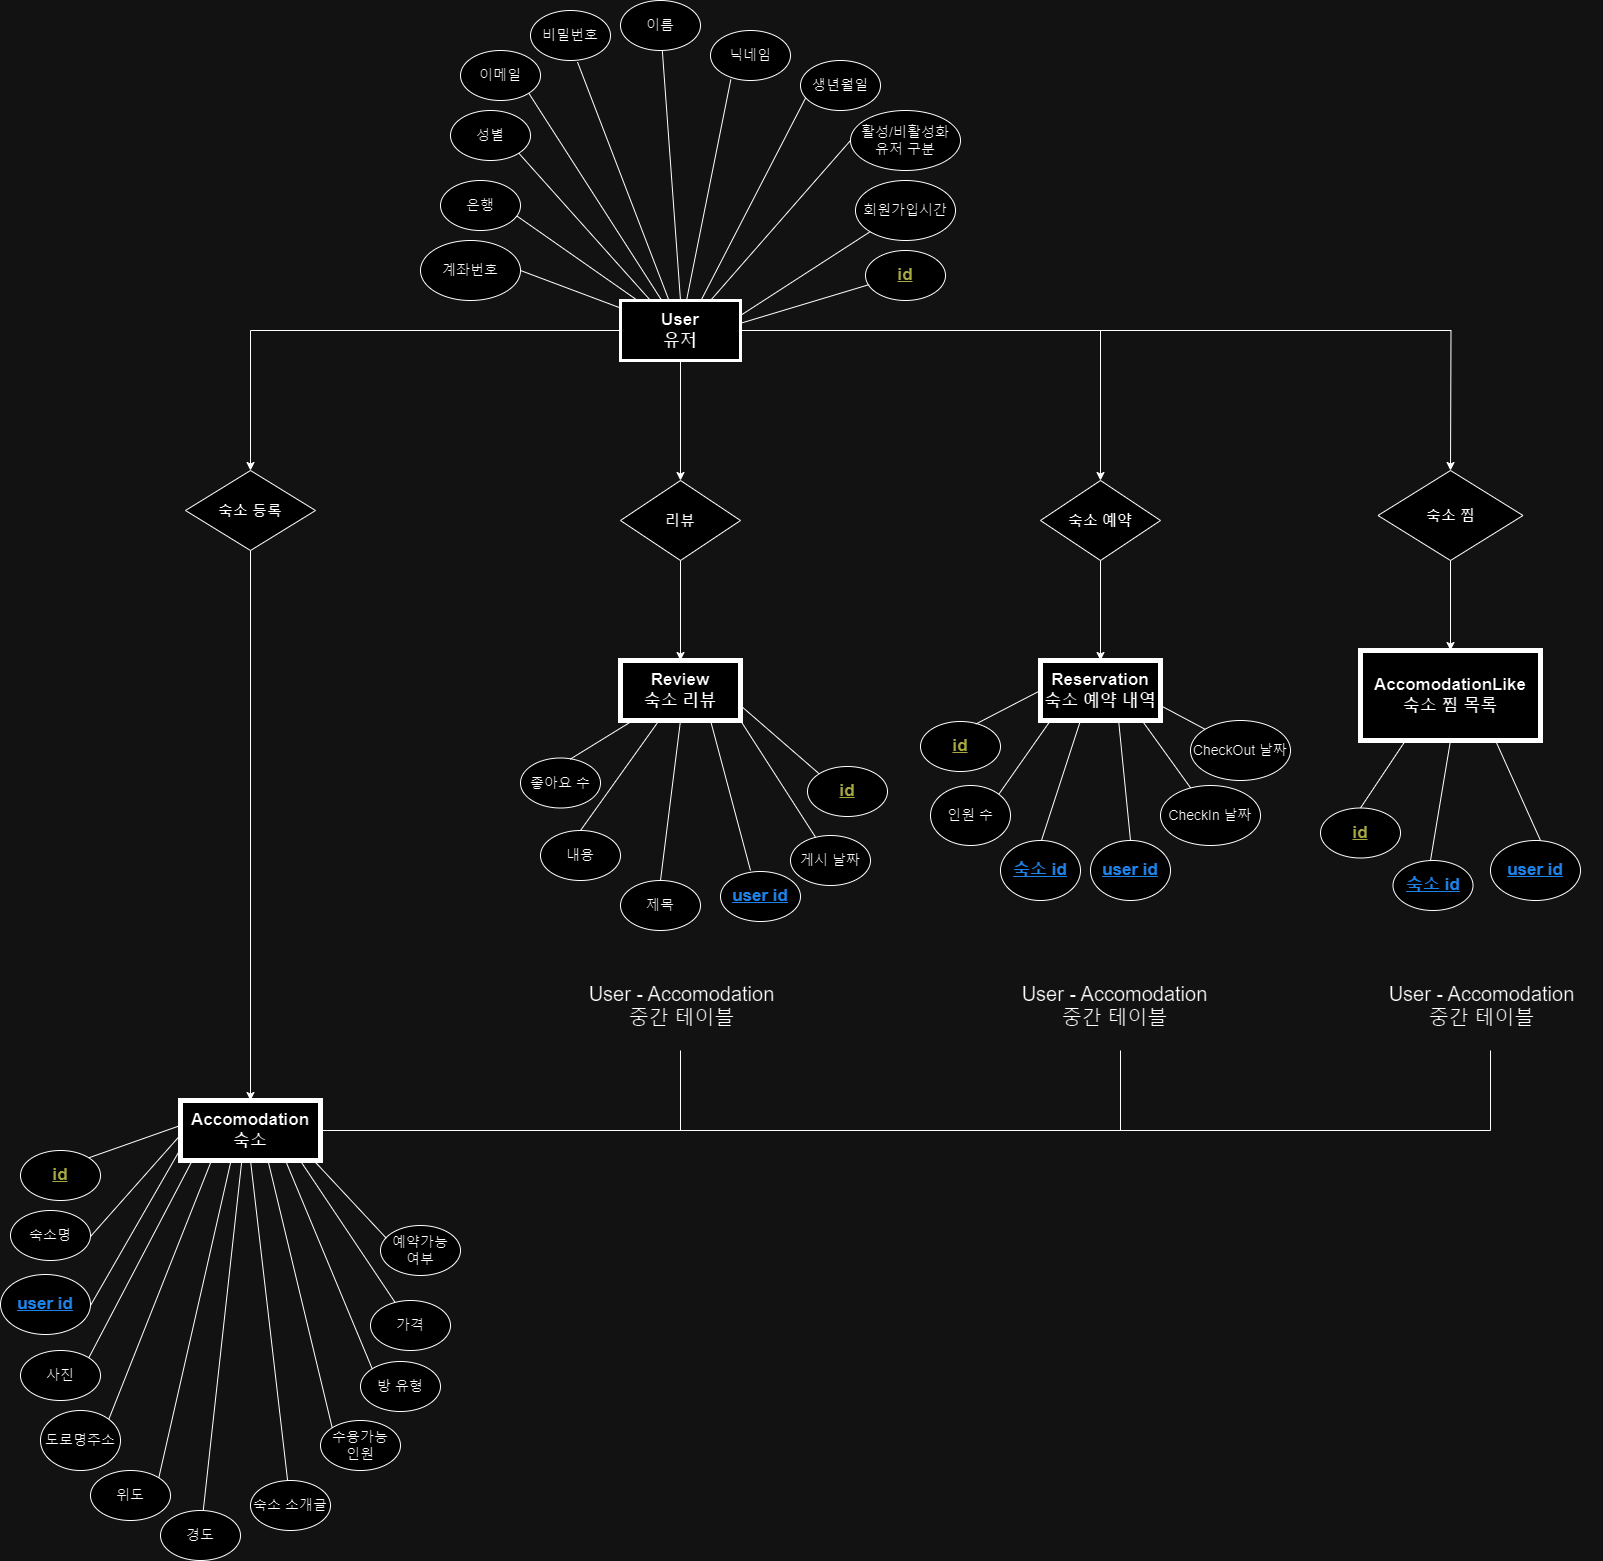 이름
비밀번호
닉네임
이메일
생년월일
성별
활성/비활성화
유저 구분
은행
회원가입시간
계좌번호
id
User
유저
숙소 등록
리뷰
숙소 예약
숙소 찜
Review
숙소 리뷰
Reservation
숙소 예약 내역
AccomodationLike
숙소 찜 목록
좋아요 수
내용
제목
user id
게시 날짜
id
id
인원 수
숙소 id
user id
CheckIn 날짜
CheckOut 날짜
id
숙소 id
user id
User - Accomodation
중간 테이블
User - Accomodation
중간 테이블
User - Accomodation
중간 테이블
Accomodation
숙소
id
숙소명
user id
사진
도로명주소
위도
경도
숙소 소개글
수용가능
인원
방 유형
가격
예약가능
여부